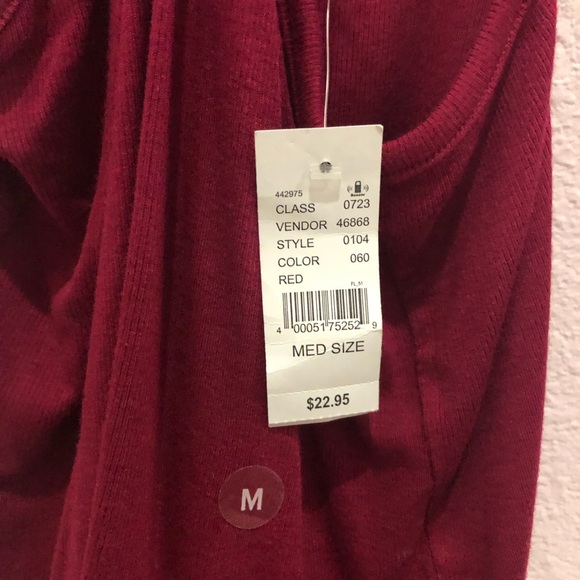 442975
CLASS 0723
VENDOR 46868
STYLE 0104
COLOR 060
RED
4 00051 75252 9
MED SIZE
$22.95
M